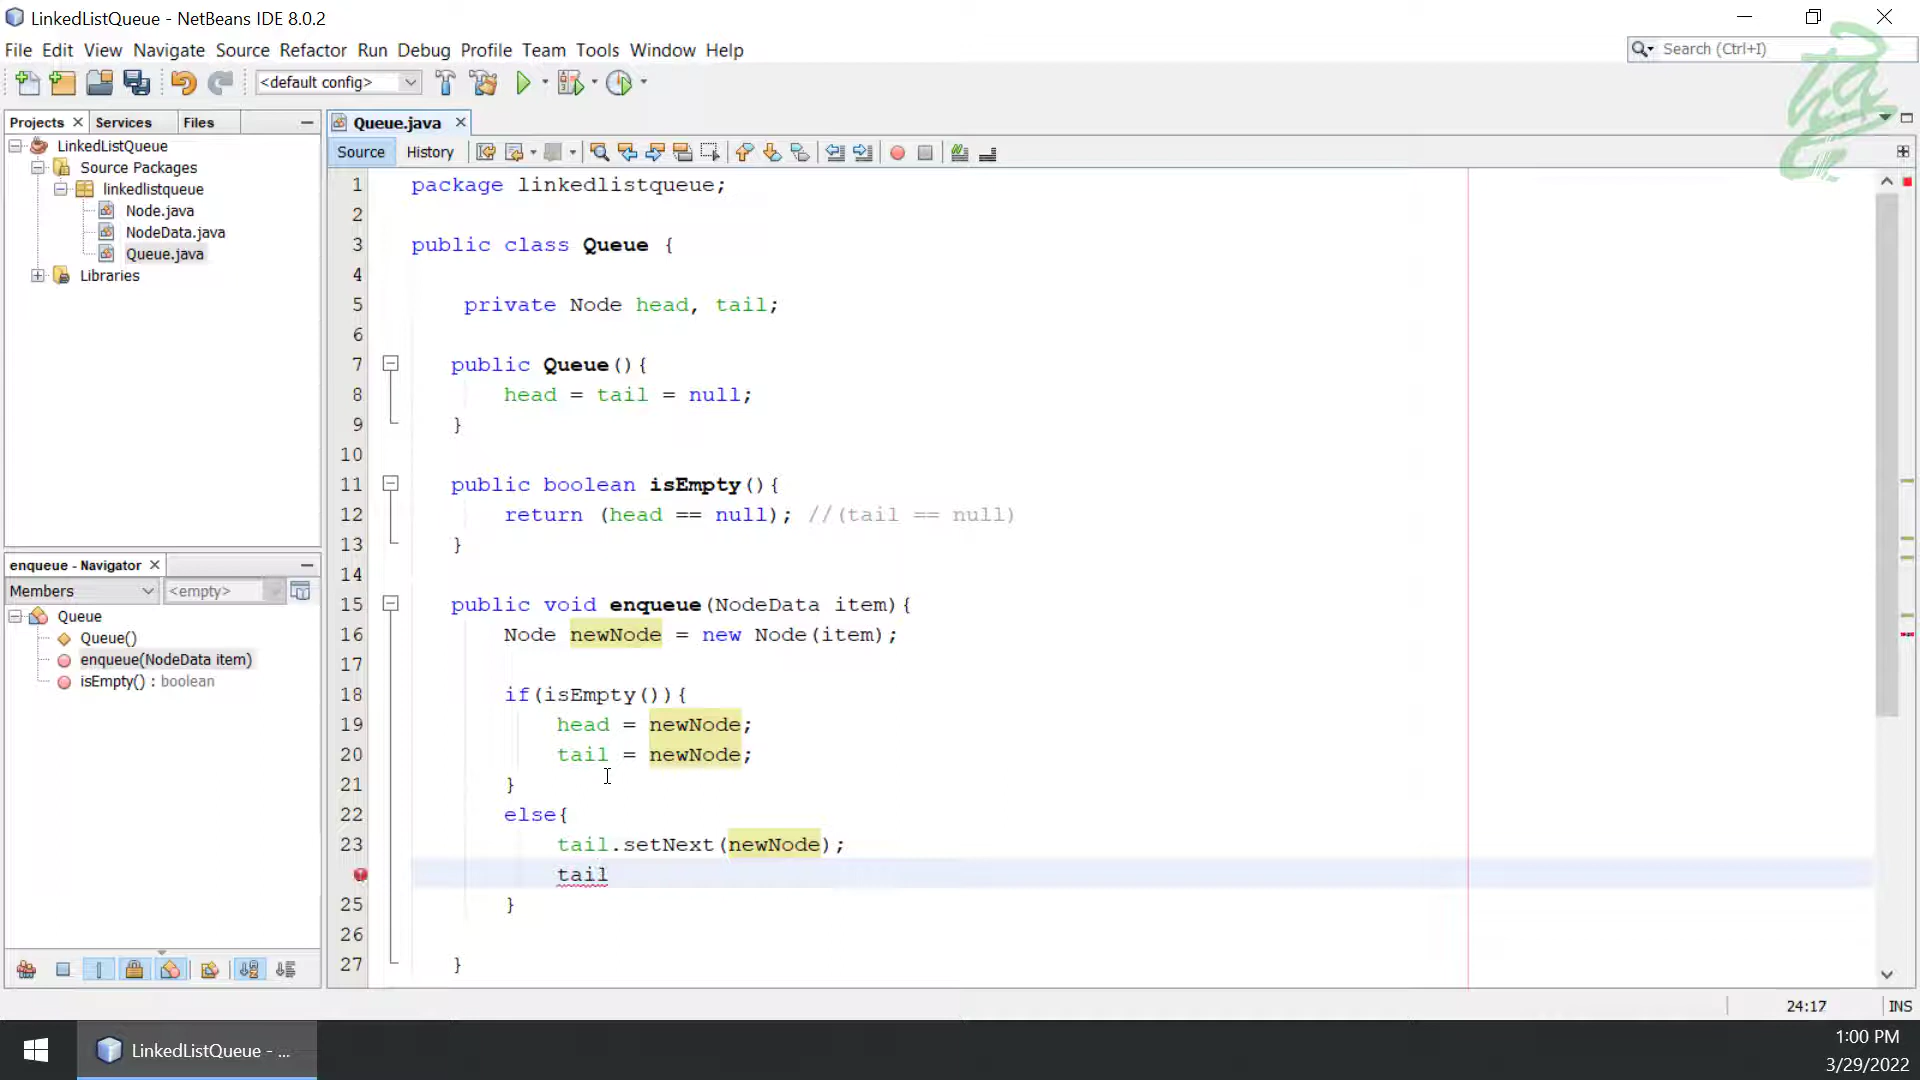 LinkedListQueue - NetBeans IDE 8.0.2
File Edit View Navigate Source Refactor Run Debug Profile Team Tools Window Help
Search (Ctrl+I)
<default config>
Projects Services Files
LinkedListQueue
Source Packages
linkedlistqueue
Node.java
NodeData.java
Queue.java
Libraries
enqueue - Navigator
Members <empty>
Queue
Queue()
enqueue(NodeData item)
isEmpty() : boolean
Queue.java
Source History
1 package linkedlistqueue;
2
3 public class Queue {
4
5 private Node head, tail;
6
7 public Queue(){
8 head = tail = null;
9 }
10
11 public boolean isEmpty(){
12 return (head == null); //(tail == null)
13 }
14
15 public void enqueue(NodeData item){
16 Node newNode = new Node(item);
17
18 if(isEmpty()){
19 head = newNode;
20 tail = newNode;
21 }
22 else{
23 tail.setNext(newNode);
tail
25 }
26
27 }
24:17 INS
LinkedListQueue - ...
1:00 PM
3/29/2022